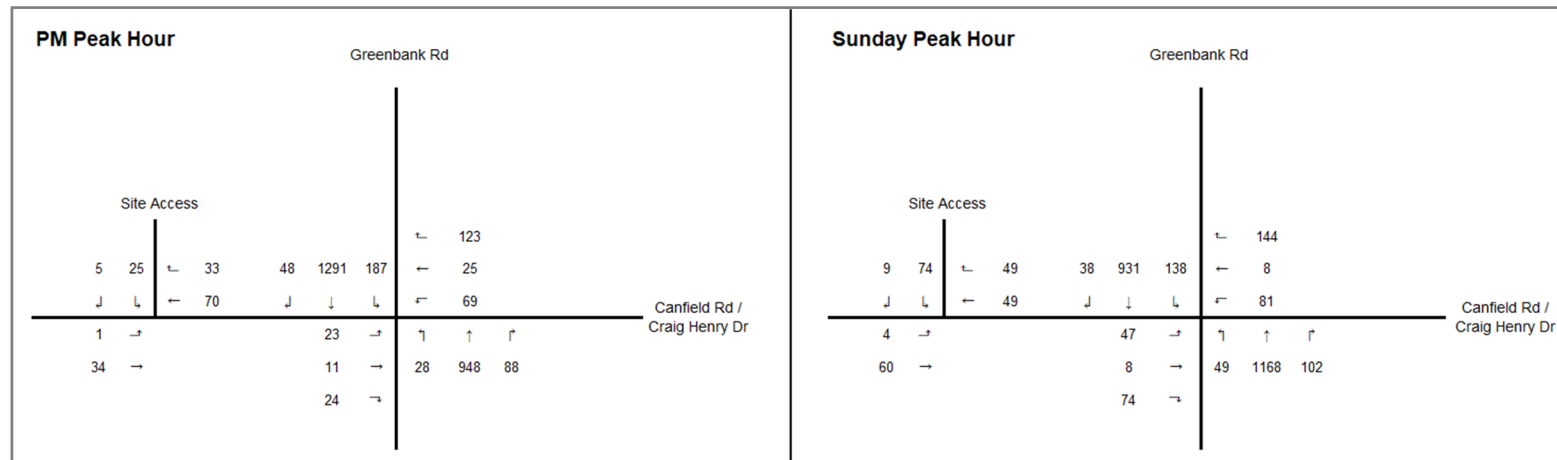 PM Peak Hour
Greenbank Rd
Site Access
123
5 25 33 48 1291 187 25
70 69
Canfield Rd /
Craig Henry Dr
1 23
34 11 28 948 88
24
Sunday Peak Hour
Greenbank Rd
Site Access
144
9 74 49 38 931 138 8
49 81
Canfield Rd /
Craig Henry Dr
4 47
60 8 49 1168 102
74